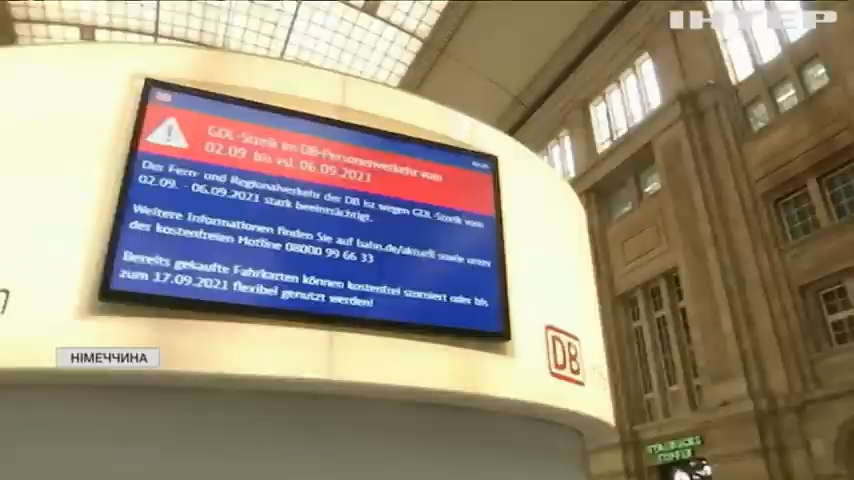 ІНТЕР
DB
GDL-Streik im DB-Personenverkehr vom
02.09. bis vsl. 06.09.2021
Der Fern- und Regionalverkehr der DB ist wegen GDL-Streik vom
02.09. - 06.09.2021 stark beeinträchtigt.
Weitere Informationen finden Sie auf bahn.de/aktuell sowie unter
der kostenfreien Hotline 08000 99 66 33
Bereits gekaufte Fahrkarten können kostenfrei storniert oder bis
zum 17.09.2021 flexibel genutzt werden!
НІМЕЧЧИНА
DB
STARBUCKS
COFFEE